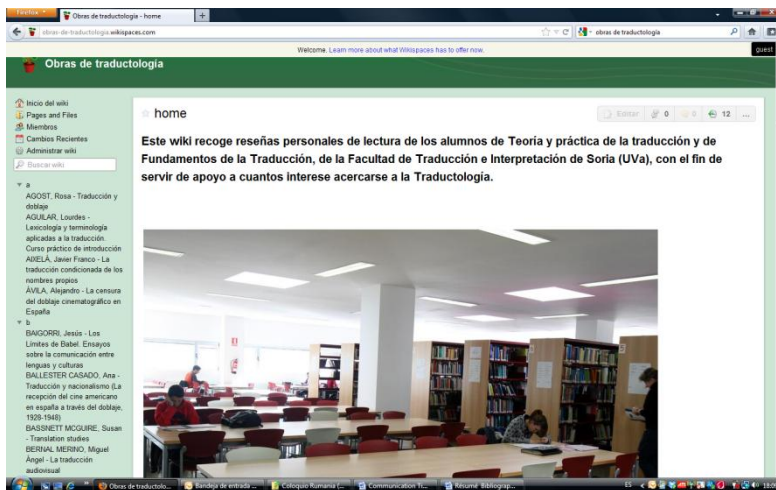 Firefox
Obras de traductología - home
+
obras-de-traductologia.wikispaces.com
obras de traductología
Welcome. Learn more about what Wikispaces has to offer now.
guest
Obras de traductología
Inicio del wiki
Pages and Files
Miembros
Cambios Recientes
Administrar wiki
Buscar wiki
a
AGOST, Rosa - Traducción y
doblaje
AGUILAR, Lourdes -
Lexicología y terminología
aplicadas a la traducción.
Curso práctico de introducción
AIXELÀ, Javier Franco - La
traducción condicionada de los
nombres propios
ÁVILA, Alejandro - La censura
del doblaje cinematográfico en
España
b
BAIGORRI, Jesús - Los
Límites de Babel. Ensayos
sobre la comunicación entre
lenguas y culturas
BALLESTER CASADO, Ana -
Traducción y nacionalismo (La
recepción del cine americano
en españa a través del doblaje,
1928-1948)
BASSNETT MCGUIRE, Susan
- Translation studies
BERNAL MERINO, Miguel
Ángel - La traducción
audiovisual
home
Editar 0 12 ...
Este wiki recoge reseñas personales de lectura de los alumnos de Teoría y práctica de la traducción y de
Fundamentos de la Traducción, de la Facultad de Traducción e Interpretación de Soria (UVa), con el fin de
servir de apoyo a cuantos interese acercarse a la Traductología.
Obras de traductolo...
Bandeja de entrada ...
Coloquio Rumania (...
Communication Ti...
Résumé Bibliograp...
ES